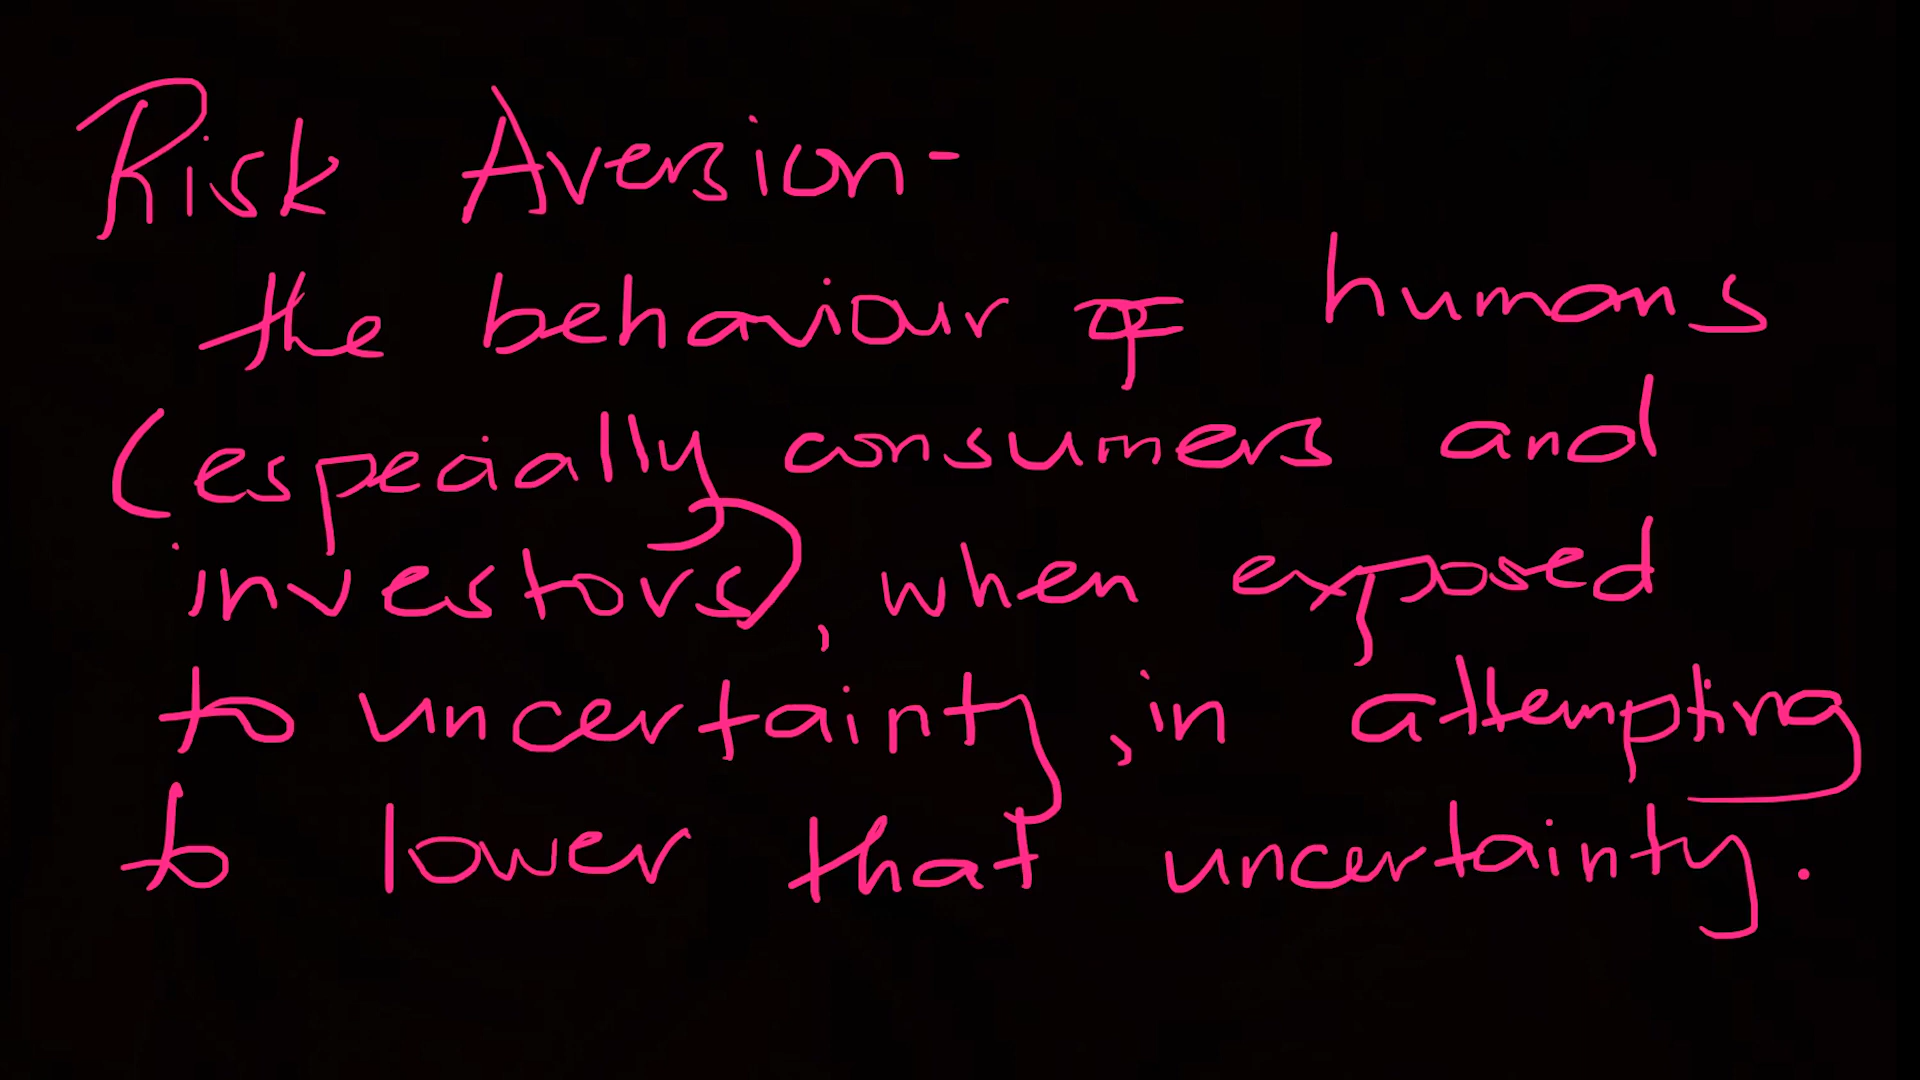 Risk Aversion-
the behaviour of humans
(especially consumers and
investors), when exposed
to uncertainty, in attempting
to lower that uncertainty.